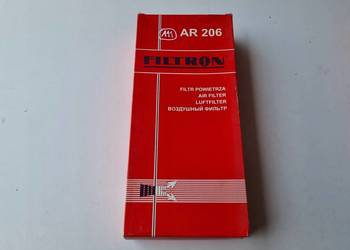 AR 206
FILTRON
FILTR POWIETRZA
AIR FILTER
LUFTFILTER
ВОЗДУШНЫЙ ФИЛЬТР